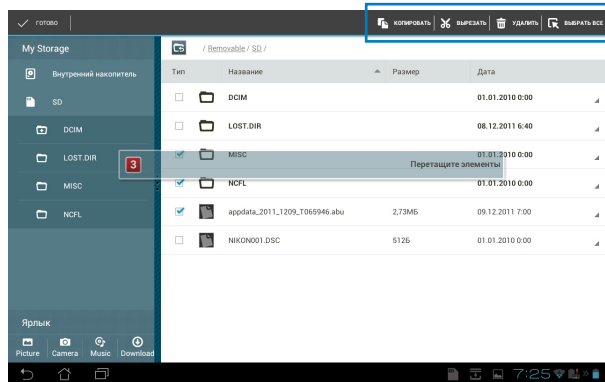 ГОТОВО КОПИРОВАТЬ ВЫРЕЗАТЬ УДАЛИТЬ ВЫБРАТЬ ВСЕ
My Storage
/ Removable / SD /
Внутренний накопитель
SD
DCIM
LOST.DIR
MISC
NCFL
Тип Название Размер Дата
DCIM 01.01.2010 0:00
LOST.DIR 08.12.2011 6:40
MISC 01.01.2010 0:00
3 Перетащите элементы
NCFL 01.01.2010 0:00
appdata_2011_1209_T065946.abu 2,73МБ 09.12.2011 7:00
NIKON001.DSC 512Б 01.01.2010 0:00
Ярлык
Picture Camera Music Download
7:25